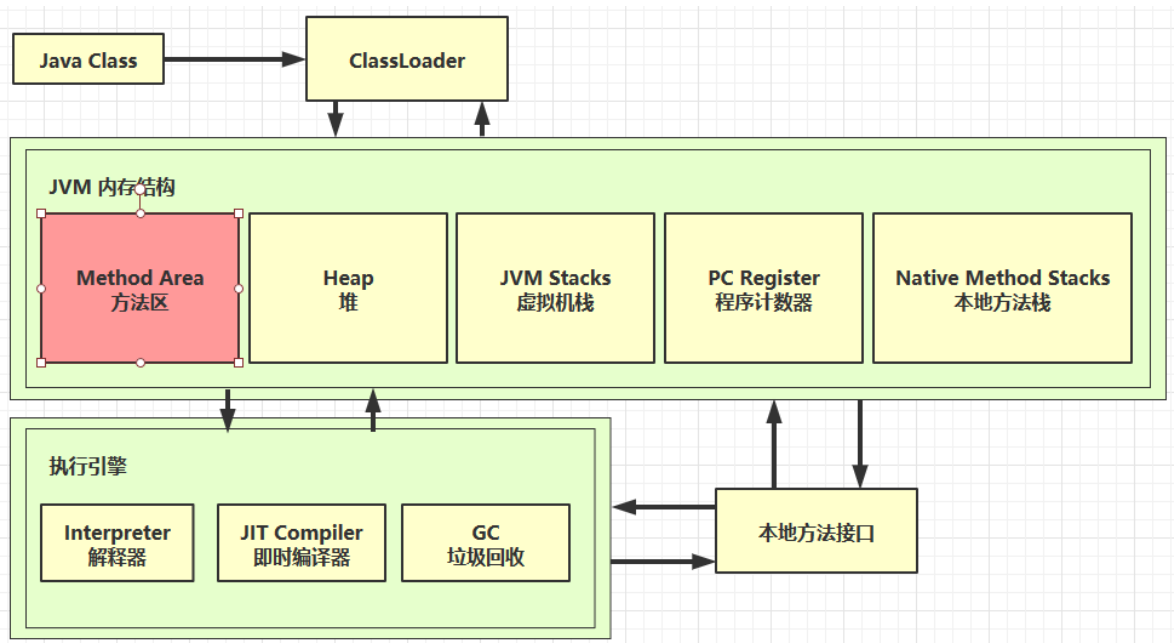 Java Class
ClassLoader
JVM 内存结构
Method Area
方法区
Heap
堆
JVM Stacks
虚拟机栈
PC Register
程序计数器
Native Method Stacks
本地方法栈
执行引擎
Interpreter
解释器
JIT Compiler
即时编译器
GC
垃圾回收
本地方法接口